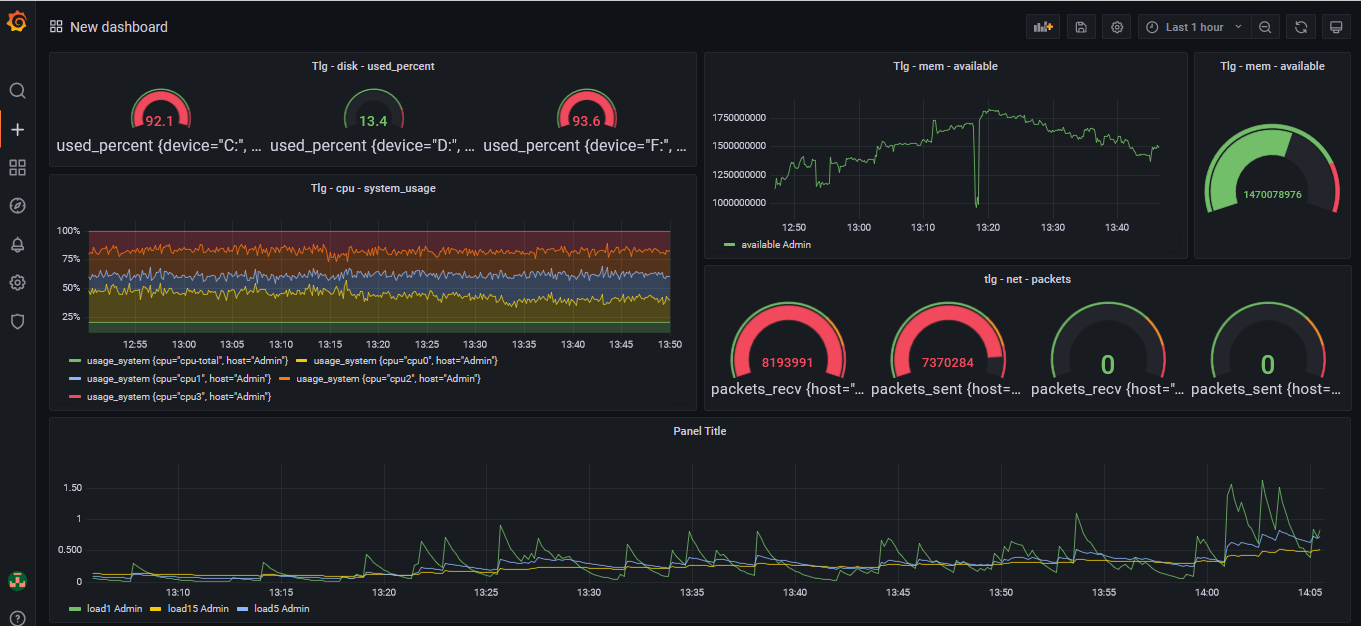 New dashboard
Last 1 hour
Tlg - disk - used_percent
92.1
13.4
93.6
used_percent {device="C:", ...
used_percent {device="D:", ...
used_percent {device="F:", ...
Tlg - mem - available
1750000000
1500000000
1250000000
1000000000
12:50 13:00 13:10 13:20 13:30 13:40
available Admin
Tlg - mem - available
1470078976
Tlg - cpu - system_usage
100%
75%
50%
25%
12:55 13:00 13:05 13:10 13:15 13:20 13:25 13:30 13:35 13:40 13:45 13:50
usage_system {cpu="cpu-total", host="Admin"} usage_system {cpu="cpu0", host="Admin"}
usage_system {cpu="cpu1", host="Admin"} usage_system {cpu="cpu2", host="Admin"}
usage_system {cpu="cpu3", host="Admin"}
tlg - net - packets
8193991
7370284
0
0
packets_recv {host="...
packets_sent {host=...
packets_recv {host="...
packets_sent {host=...
Panel Title
1.50
1
0.500
0
13:10 13:15 13:20 13:25 13:30 13:35 13:40 13:45 13:50 13:55 14:00 14:05
load1 Admin load15 Admin load5 Admin